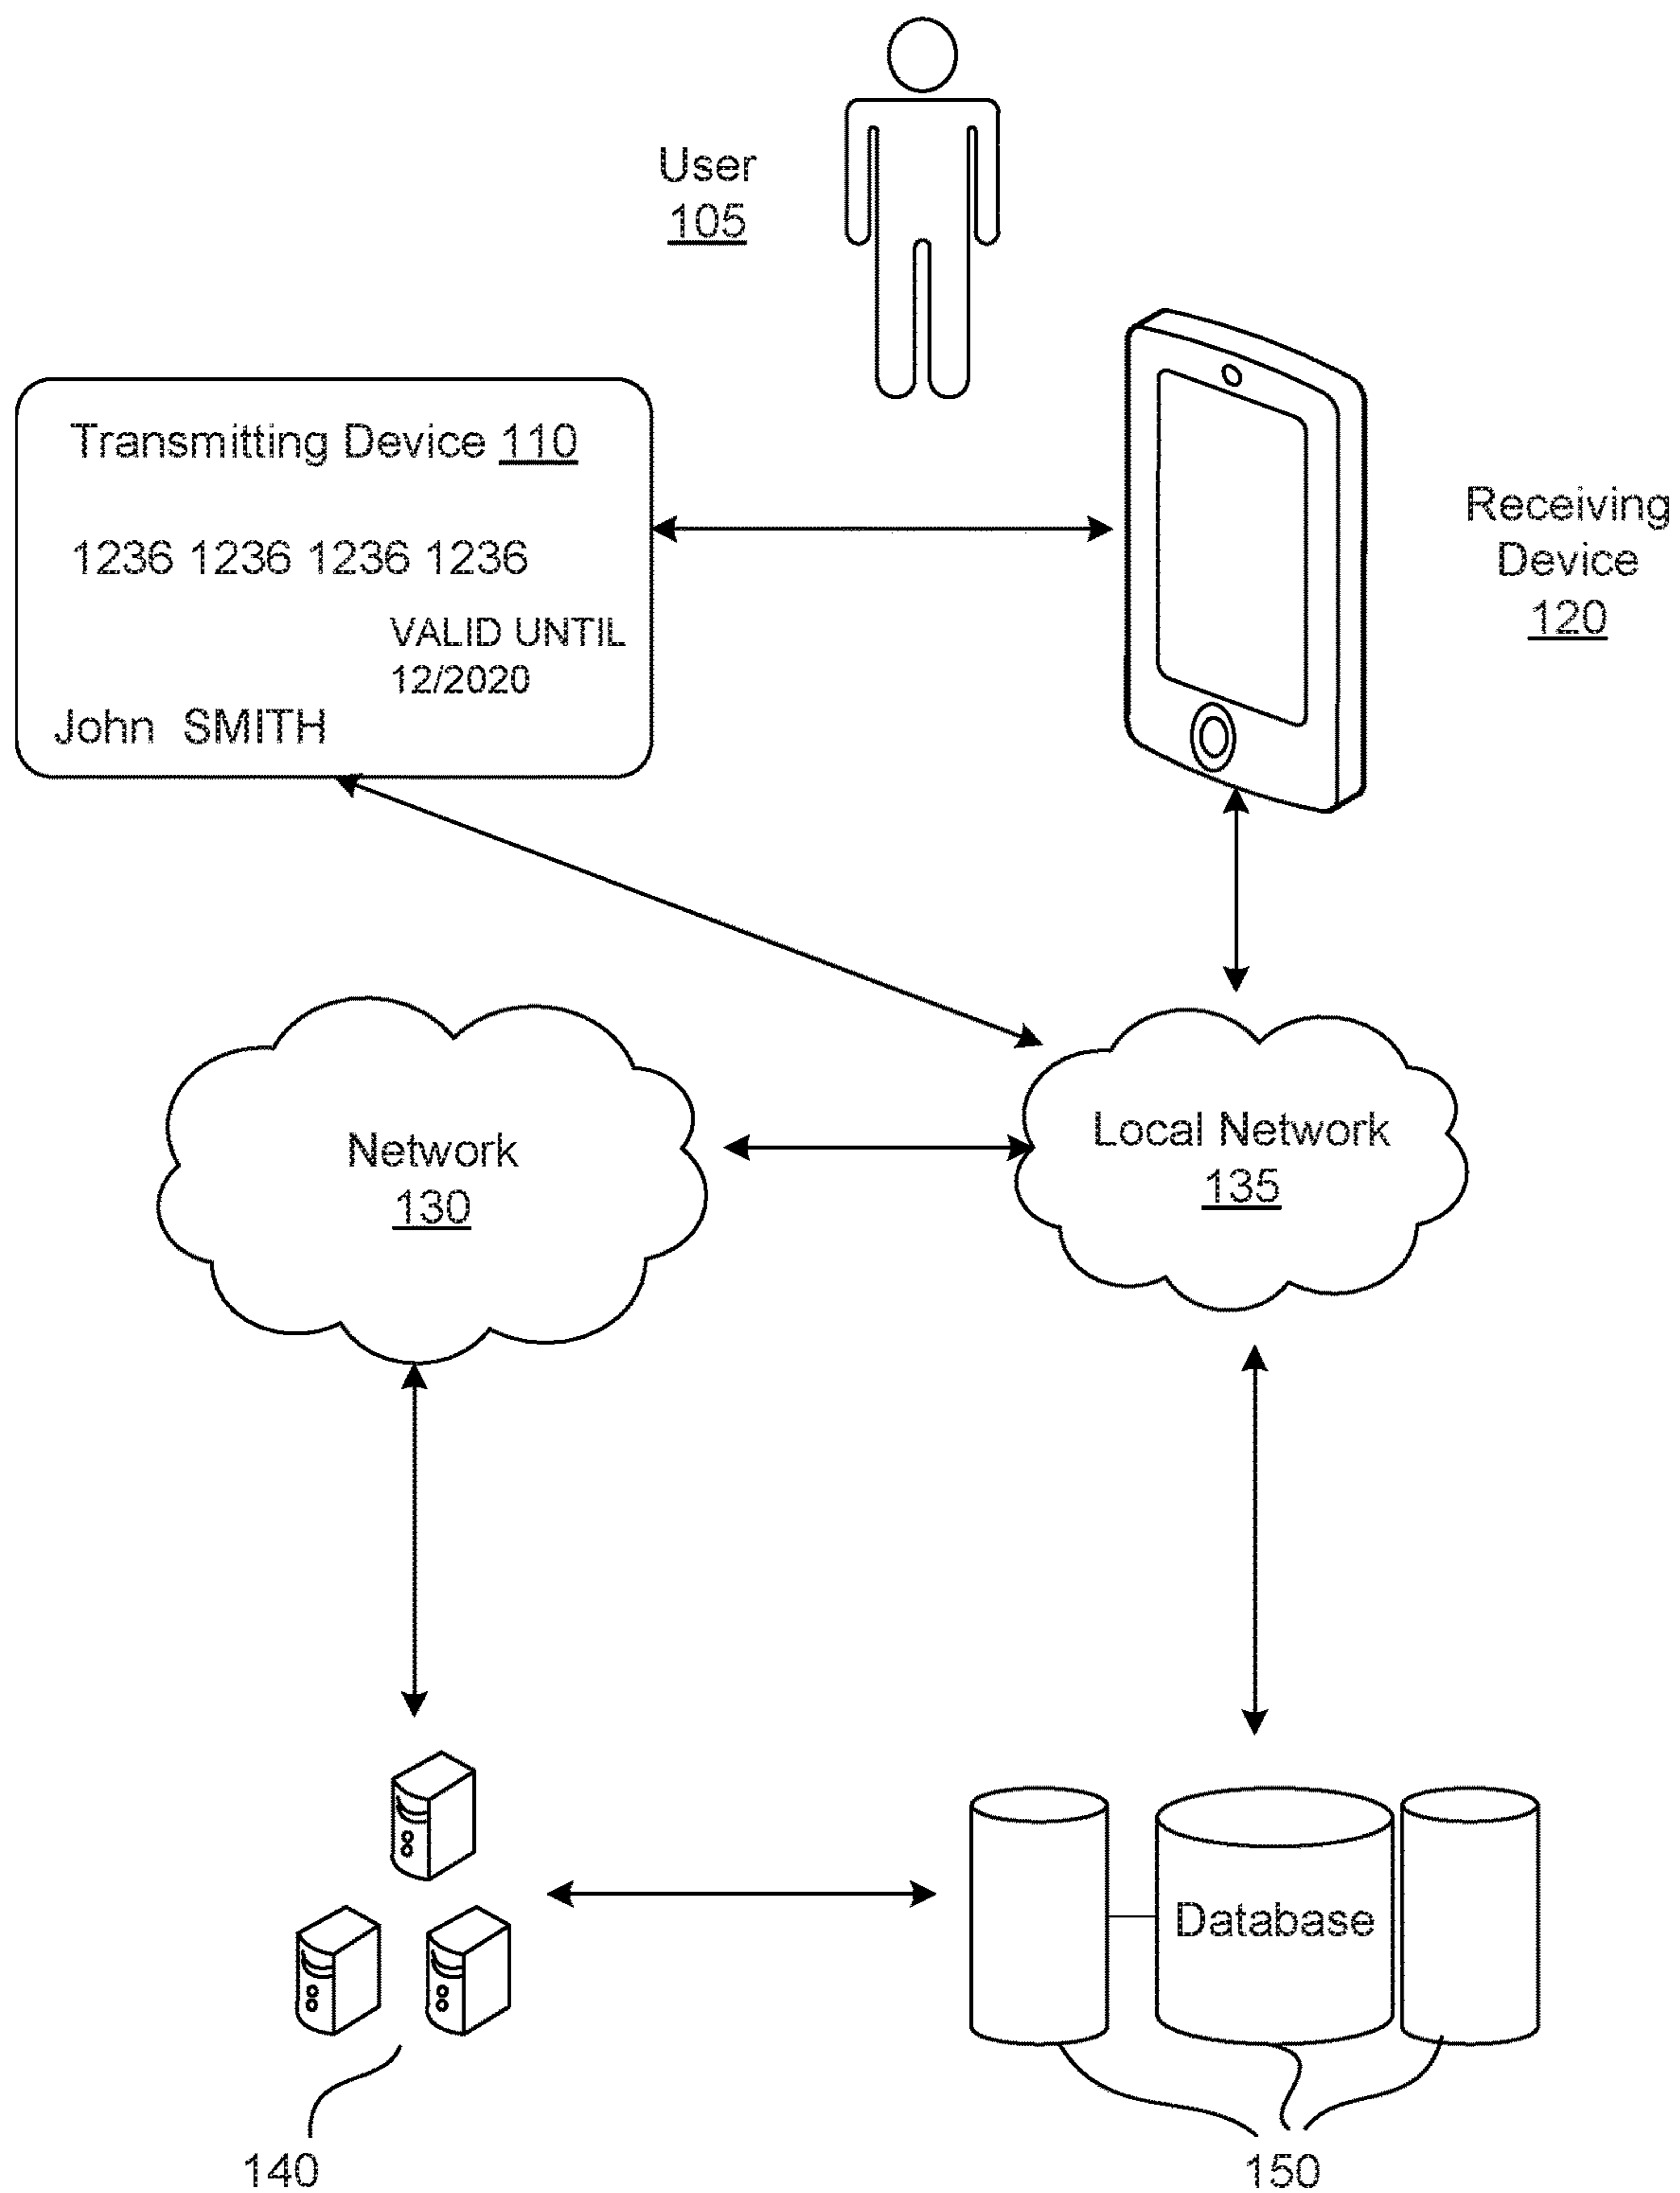 User
105
Transmitting Device 110
1236 1236 1236 1236
VALID UNTIL
12/2020
John SMITH
Receiving
Device
120
Network
130
Local Network
135
Database
140
150